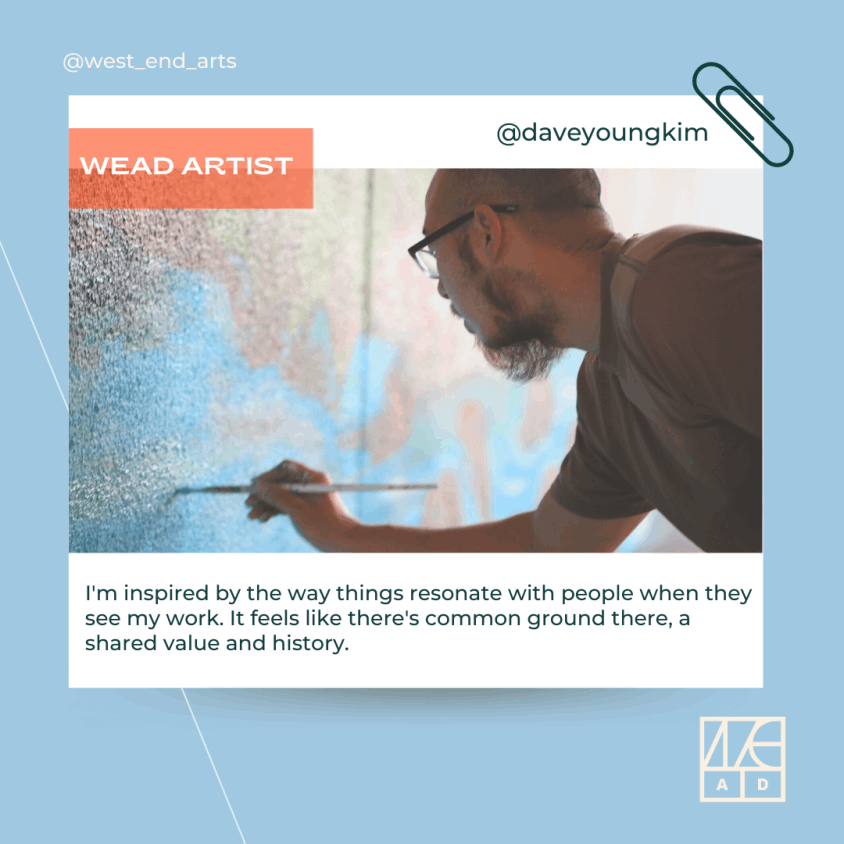 @west_end_arts
@daveyoungkim
WEAD ARTIST
I'm inspired by the way things resonate with people when they
see my work. It feels like there's common ground there, a
shared value and history.
WE
A D